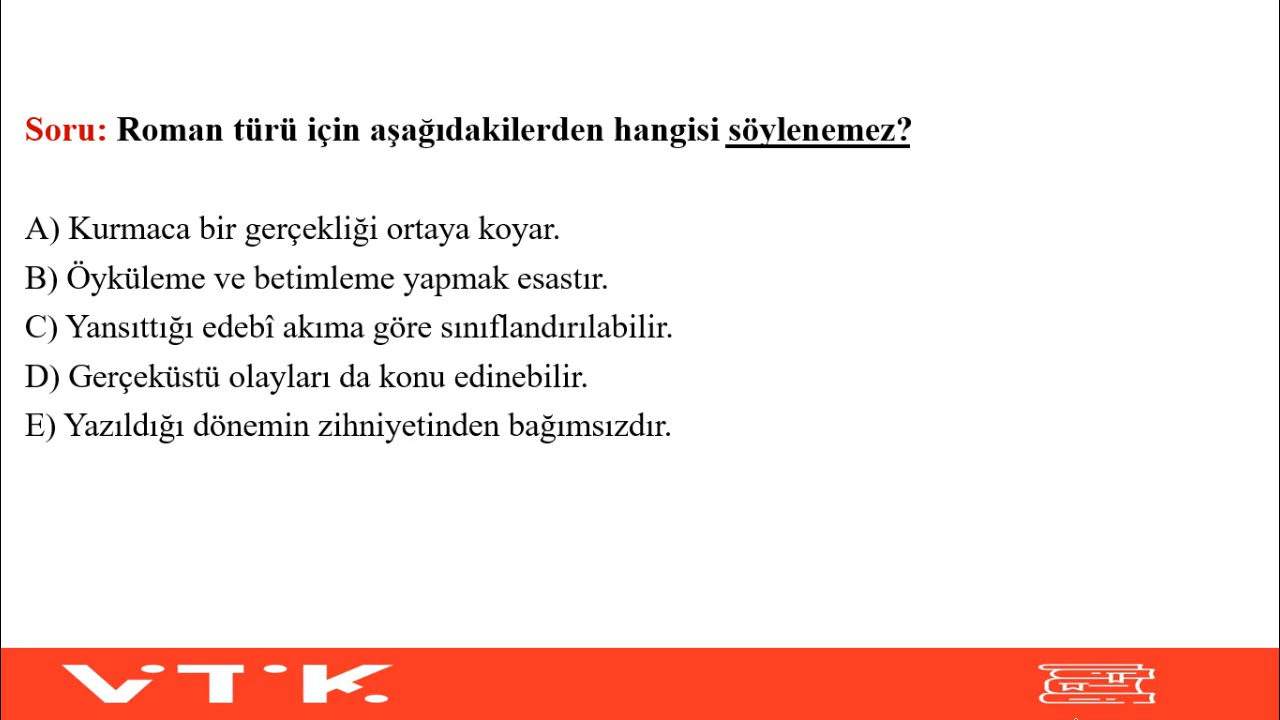 Soru: Roman türü için aşağıdakilerden hangisi söylenemez?
A) Kurmaca bir gerçekliği ortaya koyar.
B) Öyküleme ve betimleme yapmak esastır.
C) Yansıttığı edebî akıma göre sınıflandırılabilir.
D) Gerçeküstü olayları da konu edinebilir.
E) Yazıldığı dönemin zihniyetinden bağımsızdır.
VTK